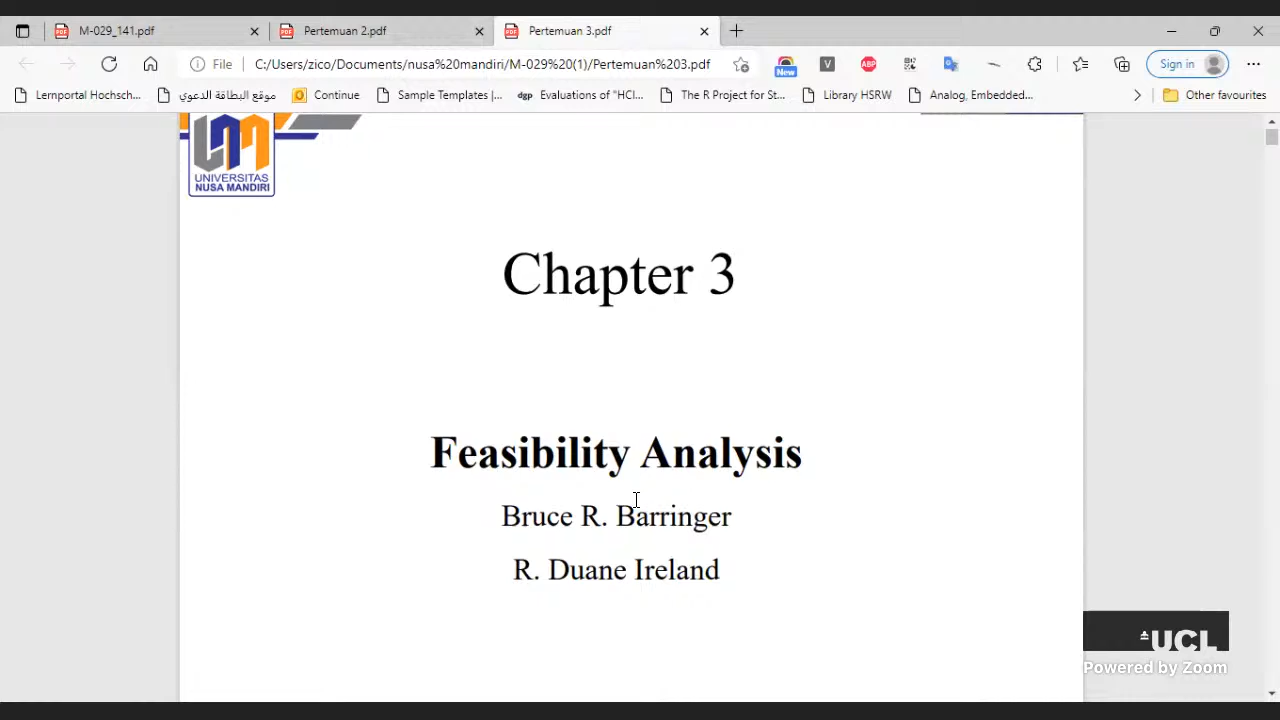 M-029_141.pdf
Pertemuan 2.pdf
Pertemuan 3.pdf
File
C:/Users/zico/Documents/nusa%20mandiri/M-029%20(1)/Pertemuan%203.pdf
New
V
ABP
Sign in
Lernportal Hochsch...
موقع البطاقة الدعوي
Continue
Sample Templates |...
dgp Evaluations of "HCI...
The R Project for St...
Library HSRW
Analog, Embedded...
Other favourites
UNIVERSITAS
NUSA MANDIRI
Chapter 3
Feasibility Analysis
Bruce R. Barringer
R. Duane Ireland
UCL
Powered by Zoom